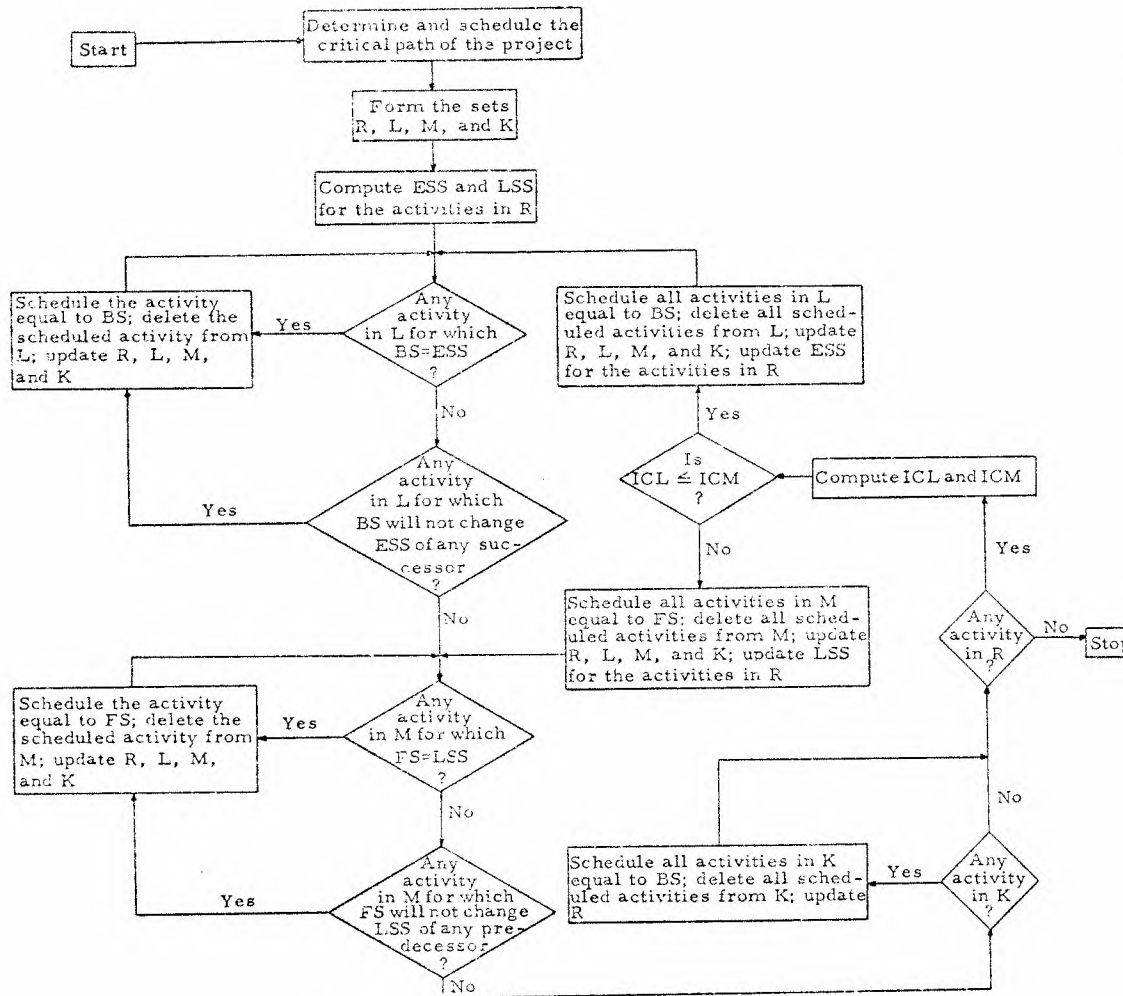 Start
Determine and schedule the
critical path of the project
Form the sets
R, L, M, and K
Compute ESS and LSS
for the activities in R
Schedule the activity
equal to BS; delete the
scheduled activity from
L; update R, L, M,
and K
Yes
Any
activity
in L for which
BS=ESS
?
No
Schedule all activities in L
equal to BS; delete all sched-
uled activities from L; update
R, L, M, and K; update ESS
for the activities in R
Yes
Any
activity
in L for which
BS will not change
ESS of any suc-
cessor
?
Yes
No
Is
ICL ≤ ICM
?
Compute ICL and ICM
No
Yes
Schedule all activities in M
equal to FS; delete all sched-
uled activities from M; update
R, L, M, and K; update LSS
for the activities in R
Any
activity
in R
?
No
Stop
Schedule the activity
equal to FS; delete the
scheduled activity from
M; update R, L, M,
and K
Yes
Any
activity
in M for which
FS=LSS
?
No
No
Yes
Any
activity
in M for which
FS will not change
LSS of any pre-
decessor
?
No
Schedule all activities in K
equal to BS; delete all sched-
uled activities from K; update
R
Yes
Any
activity
in K
?